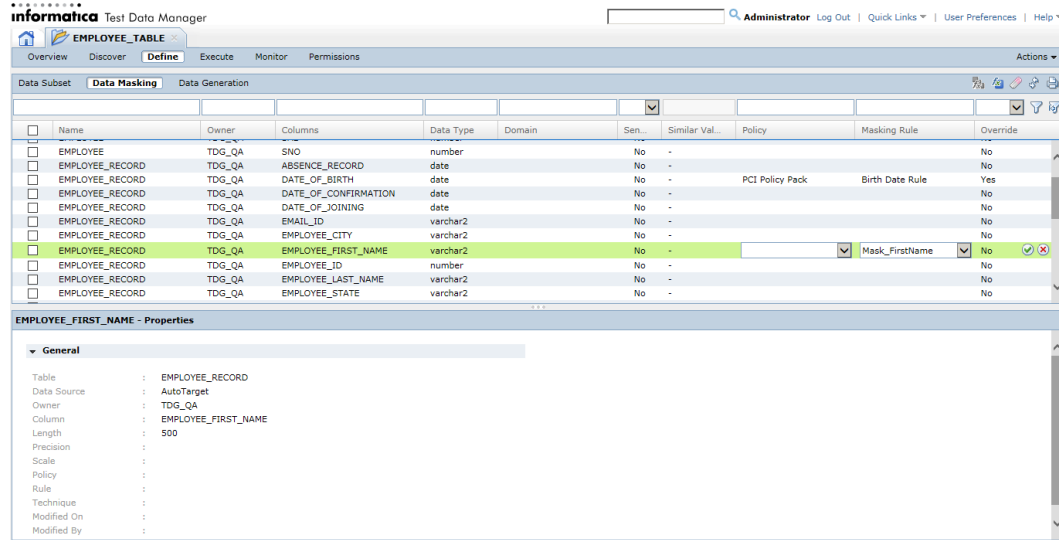 Informatica Test Data Manager
Administrator Log Out | Quick Links | User Preferences | Help
EMPLOYEE_TABLE
Overview Discover Define Execute Monitor Permissions Actions
Data Subset Data Masking Data Generation
Name Owner Columns Data Type Domain Sen... Similar Val... Policy Masking Rule Override
EMPLOYEE TDG_QA SNO number No - No
EMPLOYEE_RECORD TDG_QA ABSENCE_RECORD date No - No
EMPLOYEE_RECORD TDG_QA DATE_OF_BIRTH date No - PCI Policy Pack Birth Date Rule Yes
EMPLOYEE_RECORD TDG_QA DATE_OF_CONFIRMATION date No - No
EMPLOYEE_RECORD TDG_QA DATE_OF_JOINING date No - No
EMPLOYEE_RECORD TDG_QA EMAIL_ID varchar2 No - No
EMPLOYEE_RECORD TDG_QA EMPLOYEE_CITY varchar2 No - No
EMPLOYEE_RECORD TDG_QA EMPLOYEE_FIRST_NAME varchar2 No - Mask_FirstName No
EMPLOYEE_RECORD TDG_QA EMPLOYEE_ID number No - No
EMPLOYEE_RECORD TDG_QA EMPLOYEE_LAST_NAME varchar2 No - No
EMPLOYEE_RECORD TDG_QA EMPLOYEE_STATE varchar2 No - No
EMPLOYEE_FIRST_NAME - Properties
General
Table : EMPLOYEE_RECORD
Data Source : AutoTarget
Owner : TDG_QA
Column : EMPLOYEE_FIRST_NAME
Length : 500
Precision :
Scale :
Policy :
Rule :
Technique :
Modified On :
Modified By :